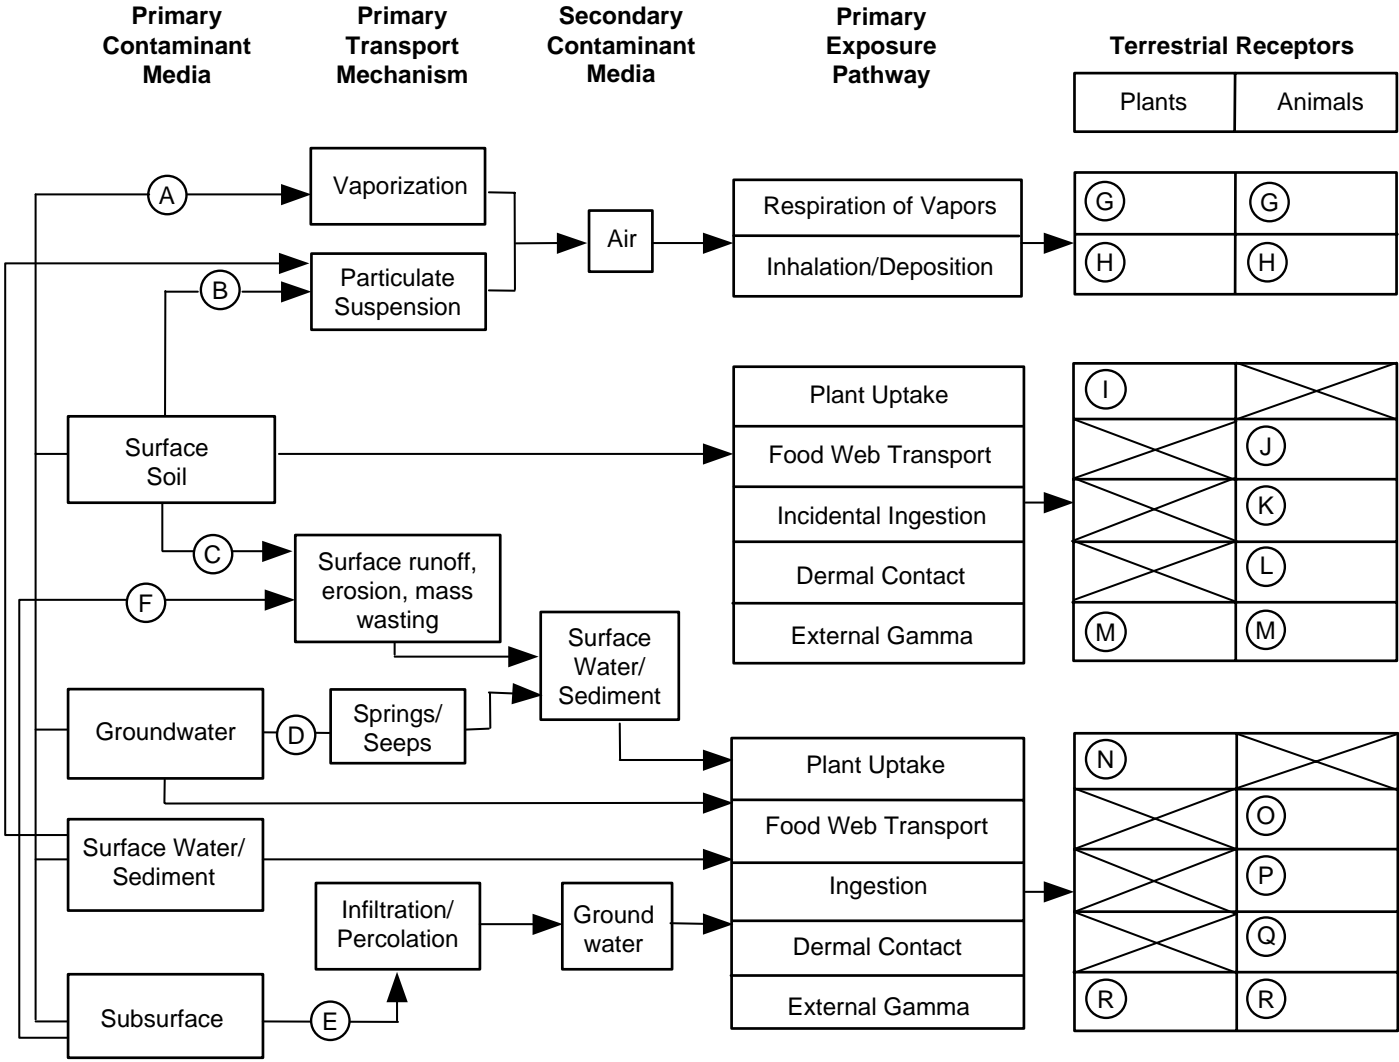 Primary
Contaminant
Media
Primary
Transport
Mechanism
Secondary
Contaminant
Media
Primary
Exposure
Pathway
Terrestrial Receptors
Plants
Animals
A
Vaporization
B
Particulate
Suspension
Air
Respiration of Vapors
Inhalation/Deposition
G
G
H
H
Surface
Soil
Plant Uptake
Food Web Transport
Incidental Ingestion
Dermal Contact
External Gamma
I
J
K
L
M
M
C
F
Surface runoff,
erosion, mass
wasting
Surface
Water/
Sediment
Groundwater
D
Springs/
Seeps
Surface Water/
Sediment
Infiltration/
Percolation
Ground
water
Subsurface
E
Plant Uptake
Food Web Transport
Ingestion
Dermal Contact
External Gamma
N
O
P
Q
R
R